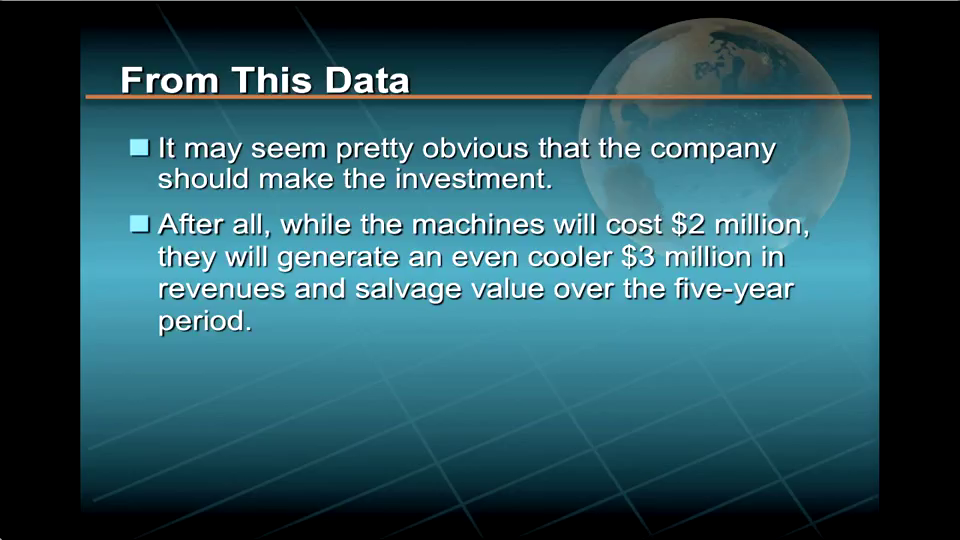 From This Data
It may seem pretty obvious that the company
should make the investment.
After all, while the machines will cost $2 million,
they will generate an even cooler $3 million in
revenues and salvage value over the five-year
period.